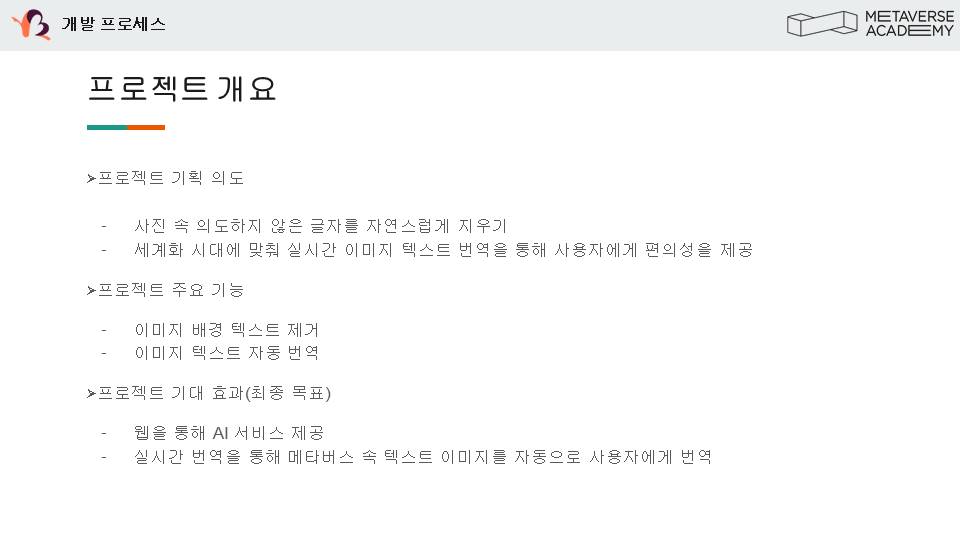 개발 프로세스
METAVERSE
ACADEMY
프로젝트 개요
➢프로젝트 기획 의도
- 사진 속 의도하지 않은 글자를 자연스럽게 지우기
- 세계화 시대에 맞춰 실시간 이미지 텍스트 번역을 통해 사용자에게 편의성을 제공
➢프로젝트 주요 기능
- 이미지 배경 텍스트 제거
- 이미지 텍스트 자동 번역
➢프로젝트 기대 효과(최종 목표)
- 웹을 통해 AI 서비스 제공
- 실시간 번역을 통해 메타버스 속 텍스트 이미지를 자동으로 사용자에게 번역